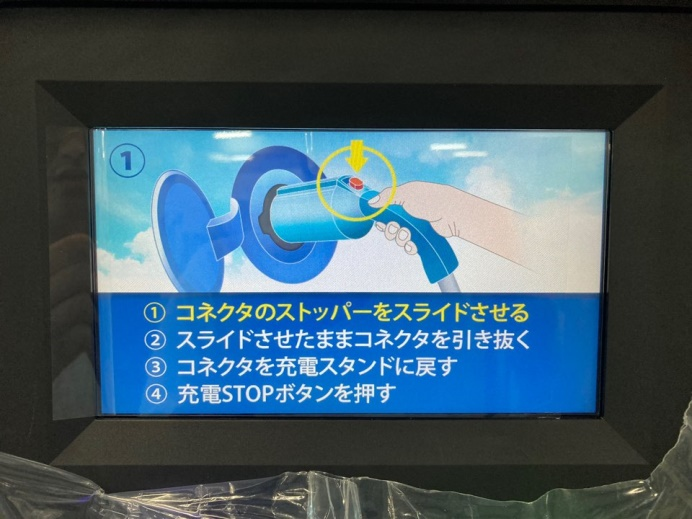 ①
① コネクタのストッパーをスライドさせる
② スライドさせたままコネクタを引き抜く
③ コネクタを充電スタンドに戻す
④ 充電STOPボタンを押す